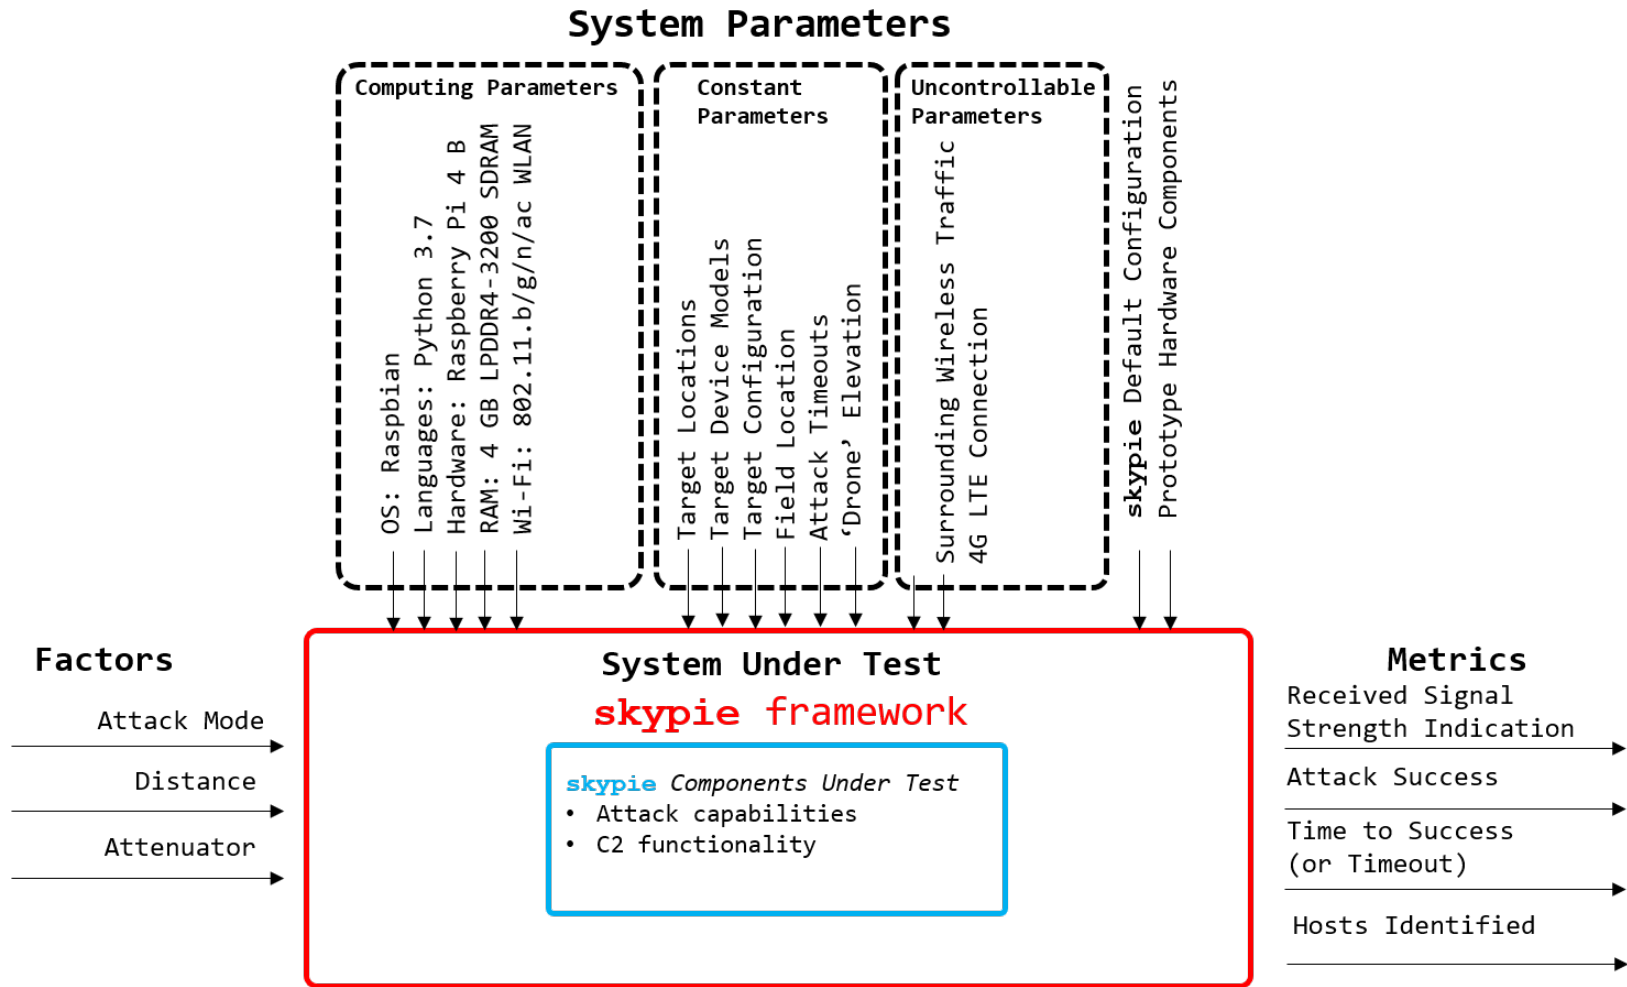 System Parameters
Computing Parameters
OS: Raspbian
Languages: Python 3.7
Hardware: Raspberry Pi 4 B
RAM: 4 GB LPDDR4-3200 SDRAM
Wi-Fi: 802.11.b/g/n/ac WLAN
Constant
Parameters
Target Locations
Target Device Models
Target Configuration
Field Location
Attack Timeouts
‘Drone’ Elevation
Uncontrollable
Parameters
Surrounding Wireless Traffic
4G LTE Connection
skypie Default Configuration
Prototype Hardware Components
Factors
Attack Mode
Distance
Attenuator
System Under Test
skypie framework
skypie Components Under Test
• Attack capabilities
• C2 functionality
Metrics
Received Signal
Strength Indication
Attack Success
Time to Success
(or Timeout)
Hosts Identified